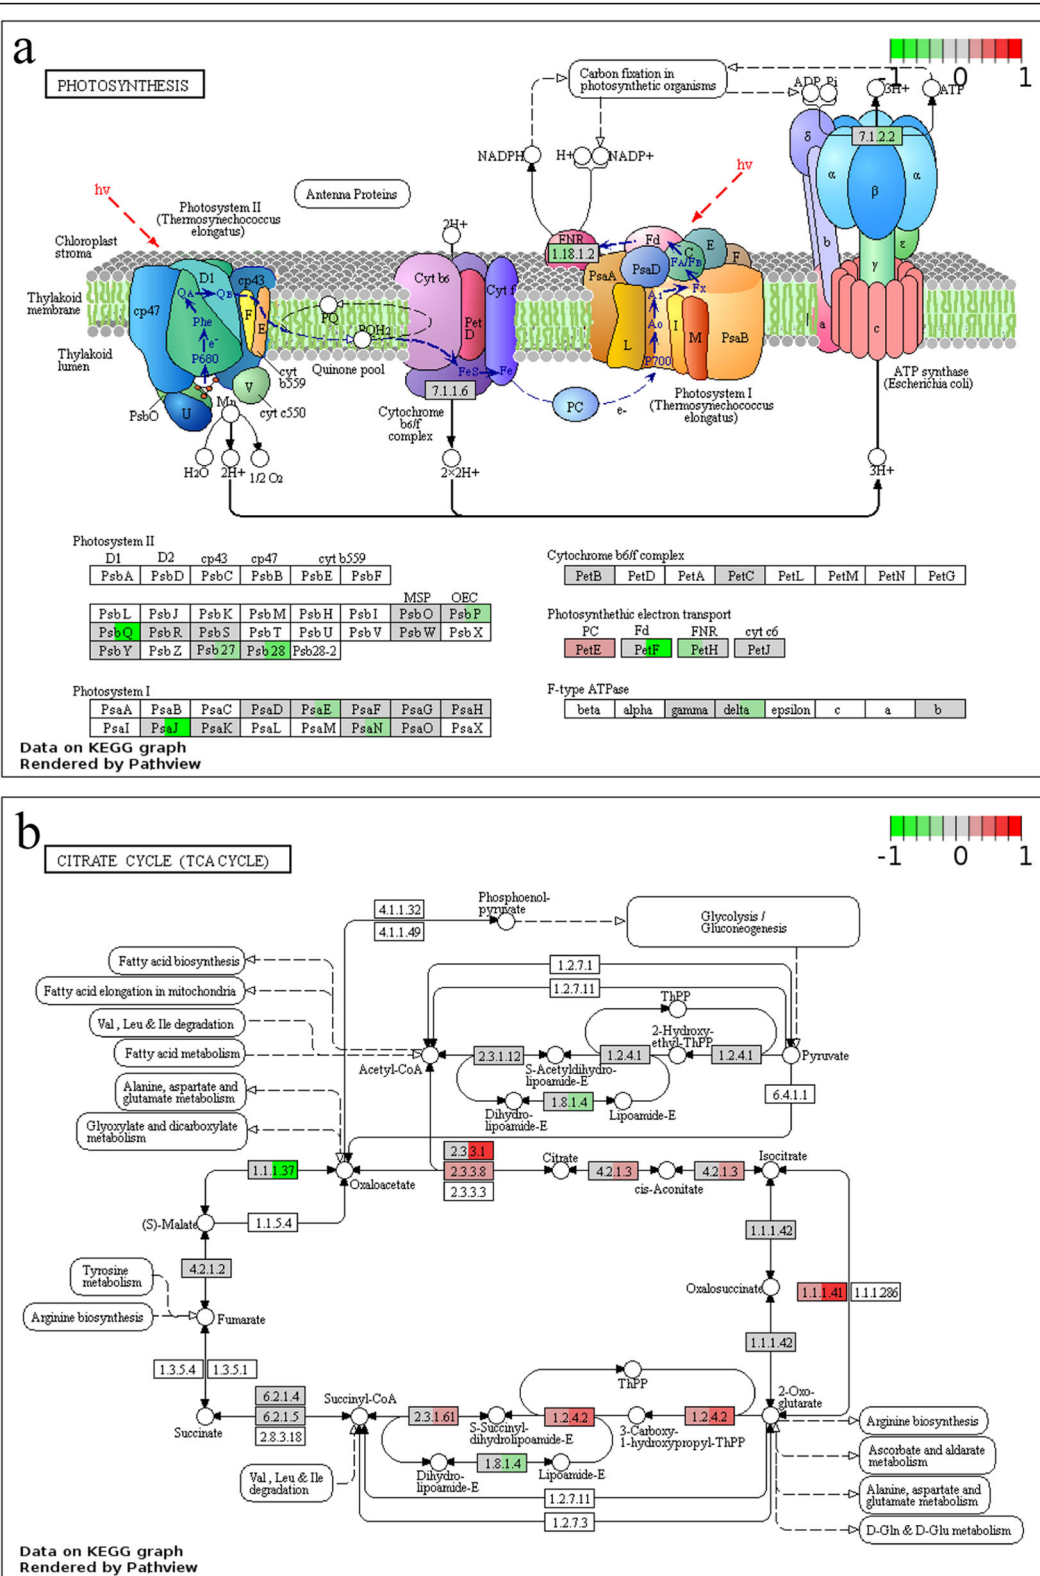 a
PHOTOSYNTHESIS
-1 0 1
Carbon fixation in
photosynthetic organisms
ADP Pi
3H+
ATP
NADPH
H+
NADP+
7.1.2.2
δ
α
β
α
hν
Antenna Proteins
hν
Photosystem II
(Thermosynechococcus
elongatus)
2H+
Chloroplast
stroma
Thylakoid
membrane
Thylakoid
lumen
D1
cp43
cp47
QA
QB
F
E
Phe
e-
P680
cyt
b559
V
cyt c550
Mn
PsbO
U
PQ
PQH2
Quinone pool
Cyt b6
Cyt f
Pet
D
FeS
Fe
7.1.1.6
Cytochrome
b6/f
complex
FNR
1.18.1.2
Fd
C
E
F
FA/FB
PsaA
PsaD
Fx
A1
A0
I
L
M
PsaB
P700
PC
e-
Photosystem I
(Thermosynechococcus
elongatus)
b
ε
γ
a
c
ATP synthase
(Escherichia coli)
H2O
2H+
1/2 O2
2×2H+
3H+
Photosystem II
D1 D2 cp43 cp47 cyt b559
PsbA PsbD PsbC PsbB PsbE PsbF
MSP OEC
PsbL PsbJ PsbK PsbM PsbH PsbI PsbO PsbP
PsbQ PsbR PsbS PsbT PsbU PsbV PsbW PsbX
PsbY PsbZ Psb27 Psb28 Psb28-2
Photosystem I
PsaA PsaB PsaC PsaD PsaE PsaF PsaG PsaH
PsaI PsaJ PsaK PsaL PsaM PsaN PsaO PsaX
Cytochrome b6/f complex
PetB PetD PetA PetC PetL PetM PetN PetG
Photosynthethic electron transport
PC Fd FNR cyt c6
PetE PetF PetH PetJ
F-type ATPase
beta alpha gamma delta epsilon c a b
Data on KEGG graph
Rendered by Pathview
b
CITRATE CYCLE (TCA CYCLE)
-1 0 1
Phosphoenol-
pyruvate
4.1.1.32
4.1.1.49
Glycolysis /
Gluconeogenesis
Fatty acid biosynthesis
Fatty acid elongation in mitochondria
Val , Leu & Ile degradation
Fatty acid metabolism
Alanine, aspartate and
glutamate metabolism
Glyoxylate and dicarboxylate
metabolism
1.2.7.1
1.2.7.11
ThPP
2-Hydroxy-
ethyl-ThPP
Acetyl-CoA
2.3.1.12
S-Acetyldihydro-
lipoamide-E
1.2.4.1
1.2.4.1
Pyruvate
1.8.1.4
Dihydro-
lipoamide-E
Lipoamide-E
6.4.1.1
2.3.3.1
2.3.3.8
2.3.3.3
1.1.1.37
Oxaloacetate
Citrate
4.2.1.3
cis-Aconitate
4.2.1.3
Isocitrate
(S)-Malate
1.1.5.4
1.1.1.42
4.2.1.2
Tyrosine
metabolism
Arginine biosynthesis
Fumarate
Oxalosuccinate
1.1.1.41
1.1.1.286
1.1.1.42
1.3.5.4
1.3.5.1
ThPP
6.2.1.4
6.2.1.5
2.8.3.18
Succinate
Succinyl-CoA
2.3.1.61
S-Succinyl-
dihydrolipoamide-E
1.2.4.2
3-Carboxy-
1-hydroxypropyl-ThPP
1.2.4.2
2-Oxo-
glutarate
Arginine biosynthesis
Ascorbate and aldarate
metabolism
Alanine, aspartate and
glutamate metabolism
D-Gln & D-Glu metabolism
Val , Leu & Ile
degradation
Dihydro-
lipoamide-E
1.8.1.4
Lipoamide-E
1.2.7.11
1.2.7.3
Data on KEGG graph
Rendered by Pathview